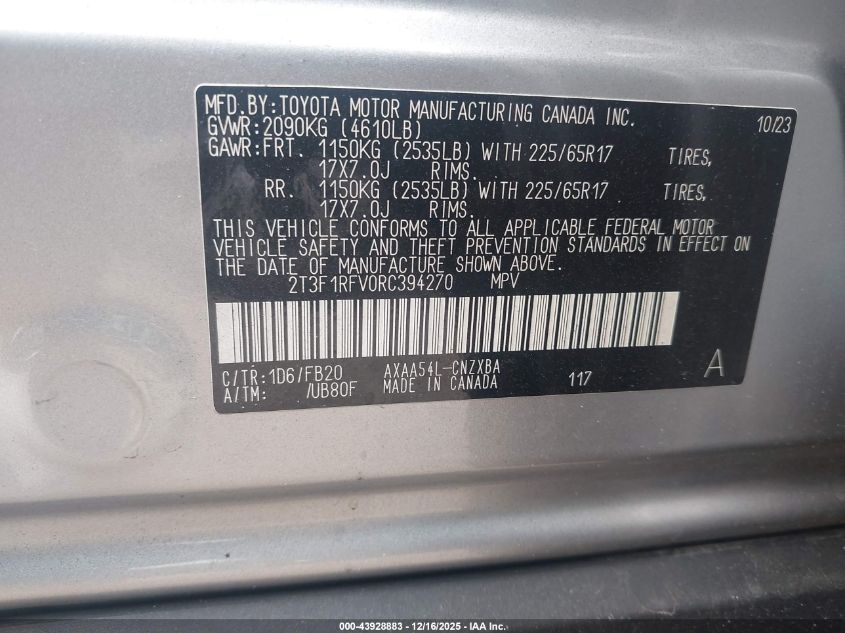 MFD.BY:TOYOTA MOTOR MANUFACTURING CANADA INC. 10/23
GVWR:2090KG (4610LB)
GAWR:FRT. 1150KG (2535LB) WITH 225/65R17 TIRES,
17X7.0J RIMS.
RR. 1150KG (2535LB) WITH 225/65R17 TIRES,
17X7.0J RIMS.
THIS VEHICLE CONFORMS TO ALL APPLICABLE FEDERAL MOTOR
VEHICLE SAFETY AND THEFT PREVENTION STANDARDS IN EFFECT ON
THE DATE OF MANUFACTURE SHOWN ABOVE.
2T3F1RFV0RC394270 MPV
C/TR:1D6/FB20 AXAA54L-CNZXBA
A/TM: /UB80F MADE IN CANADA 117 A
000-43928883 - 12/16/2025 - IAA Inc.